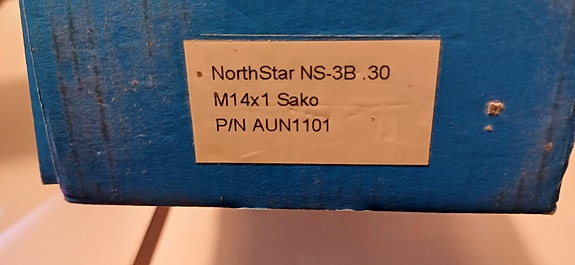 NorthStar NS-3B .30
M14x1 Sako
P/N AUN1101